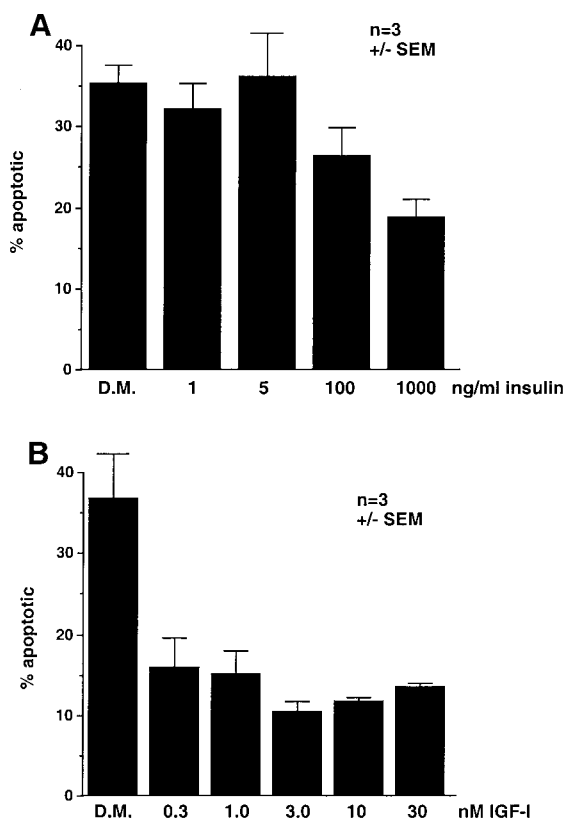 A
n=3
+/- SEM
% apoptotic
40
30
20
10
0
D.M. 1 5 100 1000 ng/ml insulin
B
n=3
+/- SEM
% apoptotic
40
30
20
10
0
D.M. 0.3 1.0 3.0 10 30 nM IGF-I